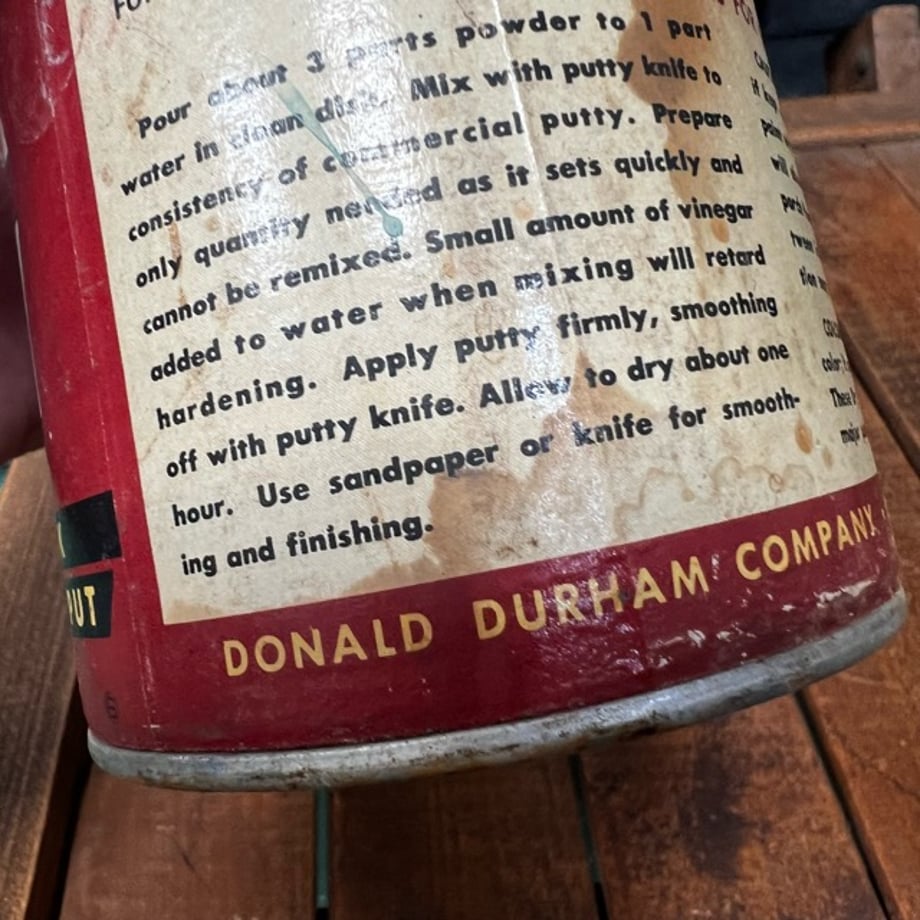 Pour about 3 parts powder to 1 part
water in clean dish. Mix with putty knife to
consistency of commercial putty. Prepare
only quantity needed as it sets quickly and
cannot be remixed. Small amount of vinegar
added to water when mixing will retard
hardening. Apply putty firmly, smoothing
off with putty knife. Allow to dry about one
hour. Use sandpaper or knife for smooth-
ing and finishing.
DONALD DURHAM COMPANY